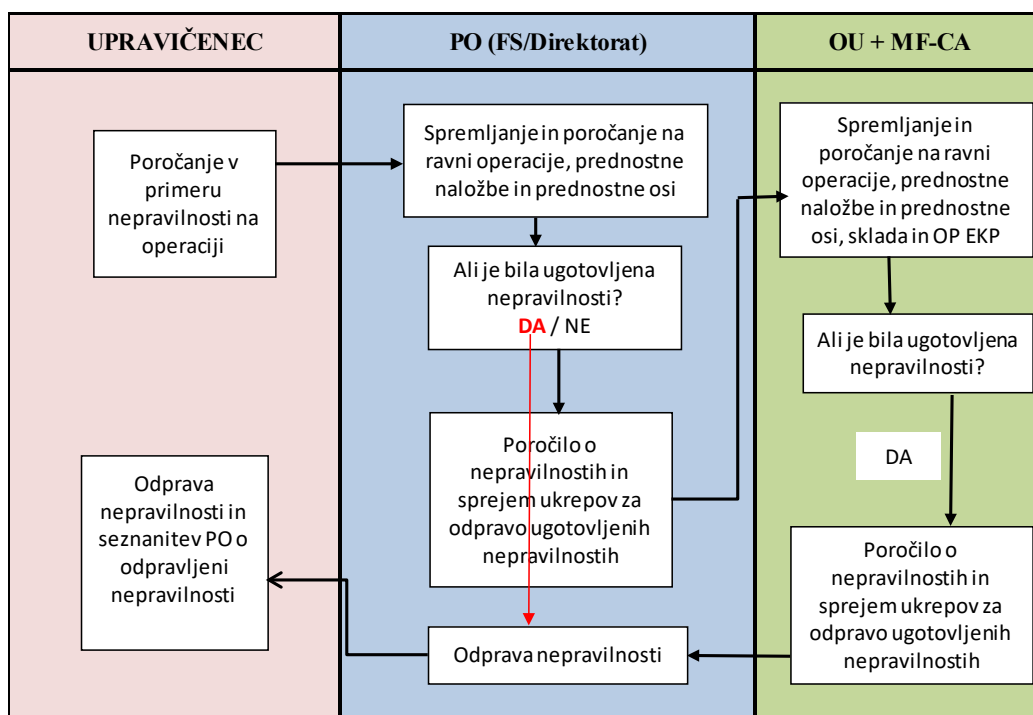 UPRAVIČENEC
PO (FS/Direktorat)
OU + MF-CA
Poročanje v
primeru
nepravilnosti na
operaciji
Spremljanje in poročanje na
ravni operacije, prednostne
naložbe in prednostne osi
Spremljanje in
poročanje na ravni
operacije, prednostne
naložbe in prednostne
osi, sklada in OP EKP
Ali je bila ugotovljena
nepravilnosti?
DA / NE
Ali je bila ugotovljena
nepravilnosti?
DA
Poročilo o
nepravilnostih in
sprejem ukrepov za
odpravo ugotovljenih
nepravilnostih
Odprava
nepravilnosti in
seznanitev PO o
odpravljeni
nepravilnosti
Poročilo o
nepravilnostih in
sprejem ukrepov za
odpravo ugotovljenih
nepravilnostih
Odprava nepravilnosti